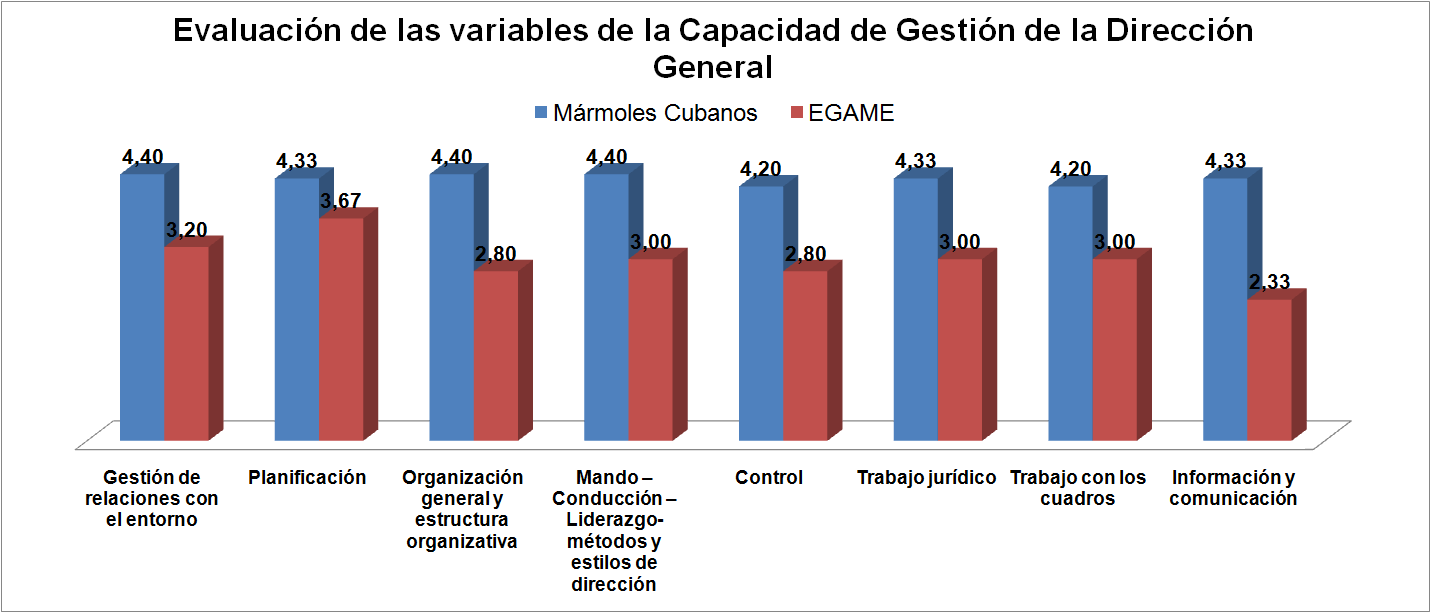 Evaluación de las variables de la Capacidad de Gestión de la Dirección
General
Mármoles Cubanos
EGAME
4,40
3,20
4,33
3,67
4,40
2,80
4,40
3,00
4,20
2,80
4,33
3,00
4,20
3,00
4,33
2,33
Gestión de
relaciones con
el entorno
Planificación
Organización
general y
estructura
organizativa
Mando –
Conducción –
Liderazgo-
métodos y
estilos de
dirección
Control
Trabajo jurídico
Trabajo con los
cuadros
Información y
comunicación